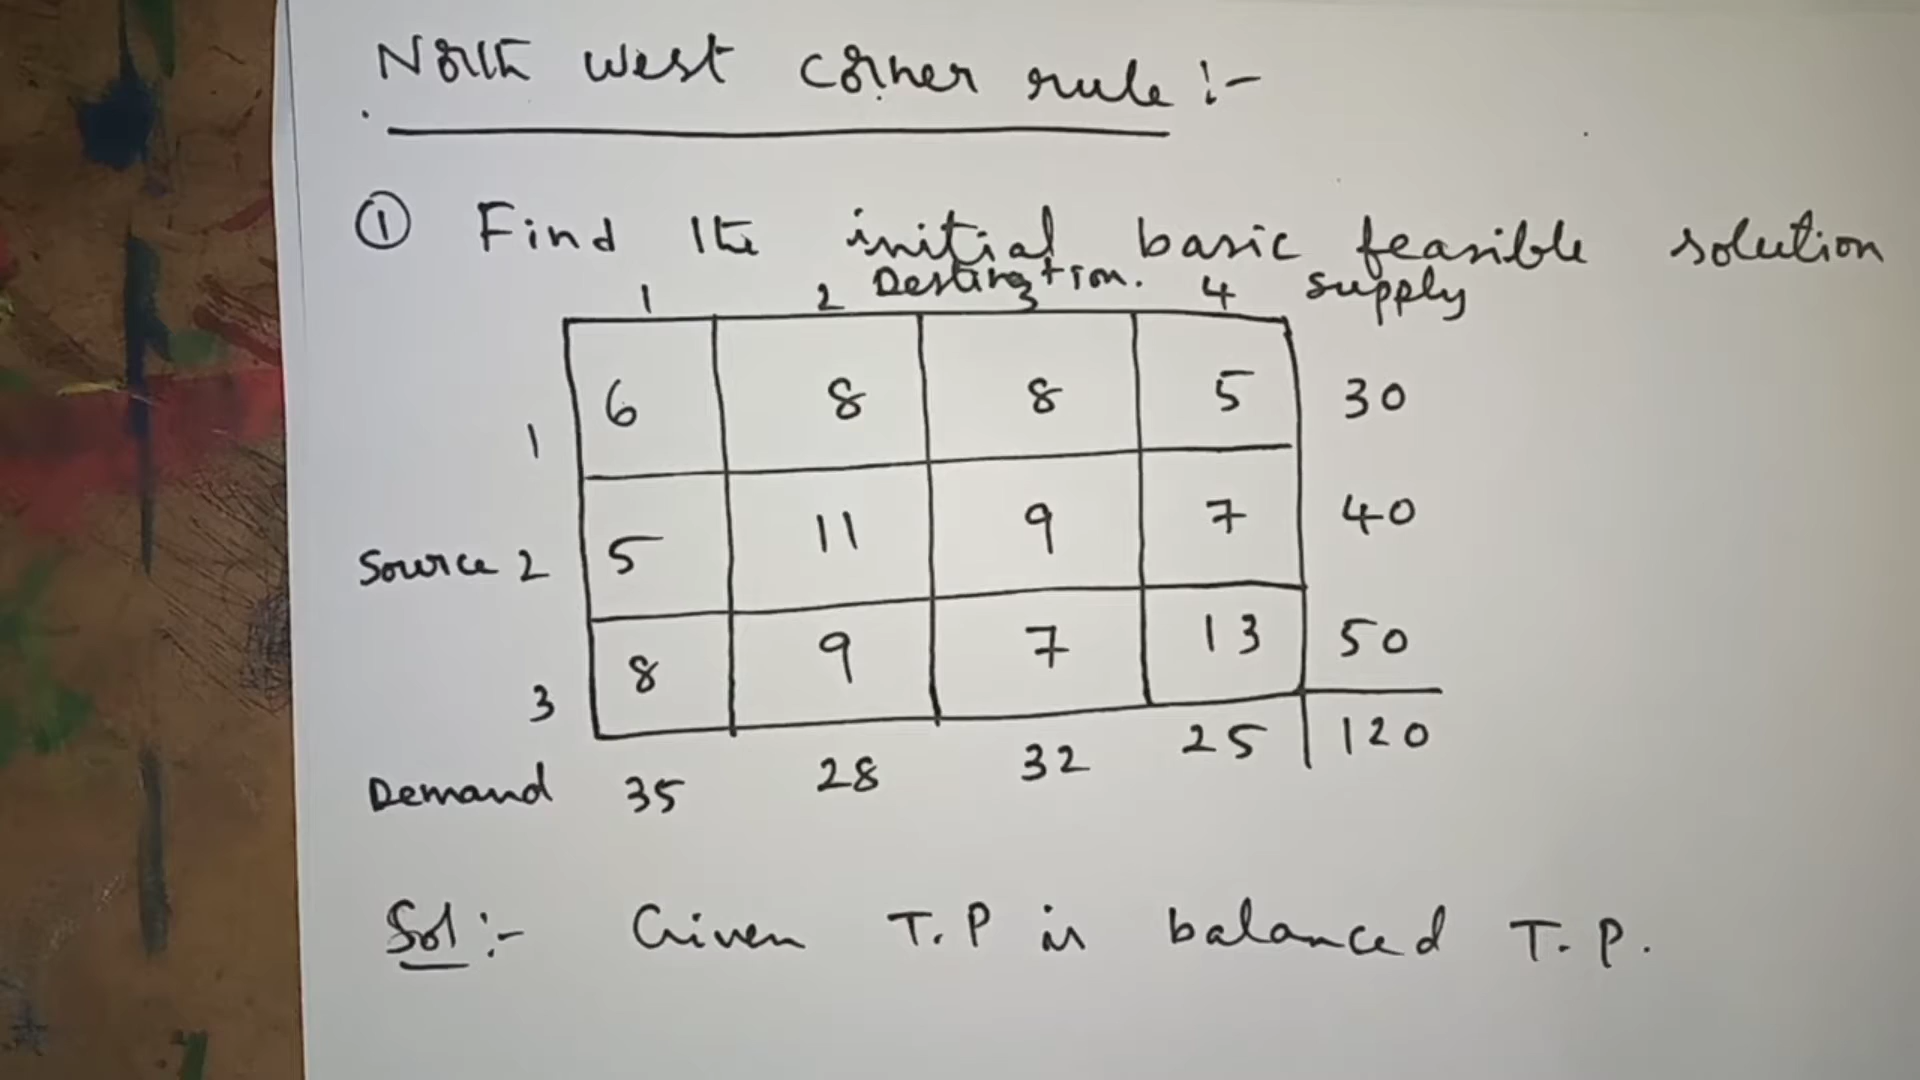 North west corner rule :-
① Find the initial basic feasible solution
Destination. supply
1 2 3 4
6 8 8 5 30
1
5 11 9 7 40
Source 2
8 9 7 13 50
3
25 120
Demand 35 28 32
Sol :- Given T.P is balanced T.P.